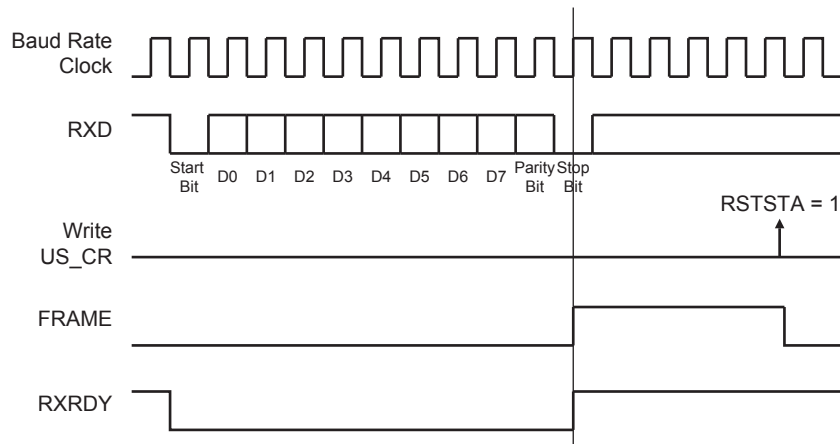 Baud Rate
Clock
RXD
Start
Bit
D0
D1
D2
D3
D4
D5
D6
D7
Parity
Bit
Stop
Bit
RSTSTA = 1
Write
US_CR
FRAME
RXRDY